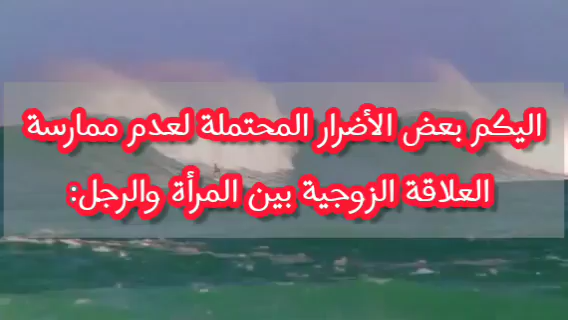 اليكم بعض الأضرار المحتملة لعدم ممارسة
العلاقة الزوجية بين المرأة والرجل: